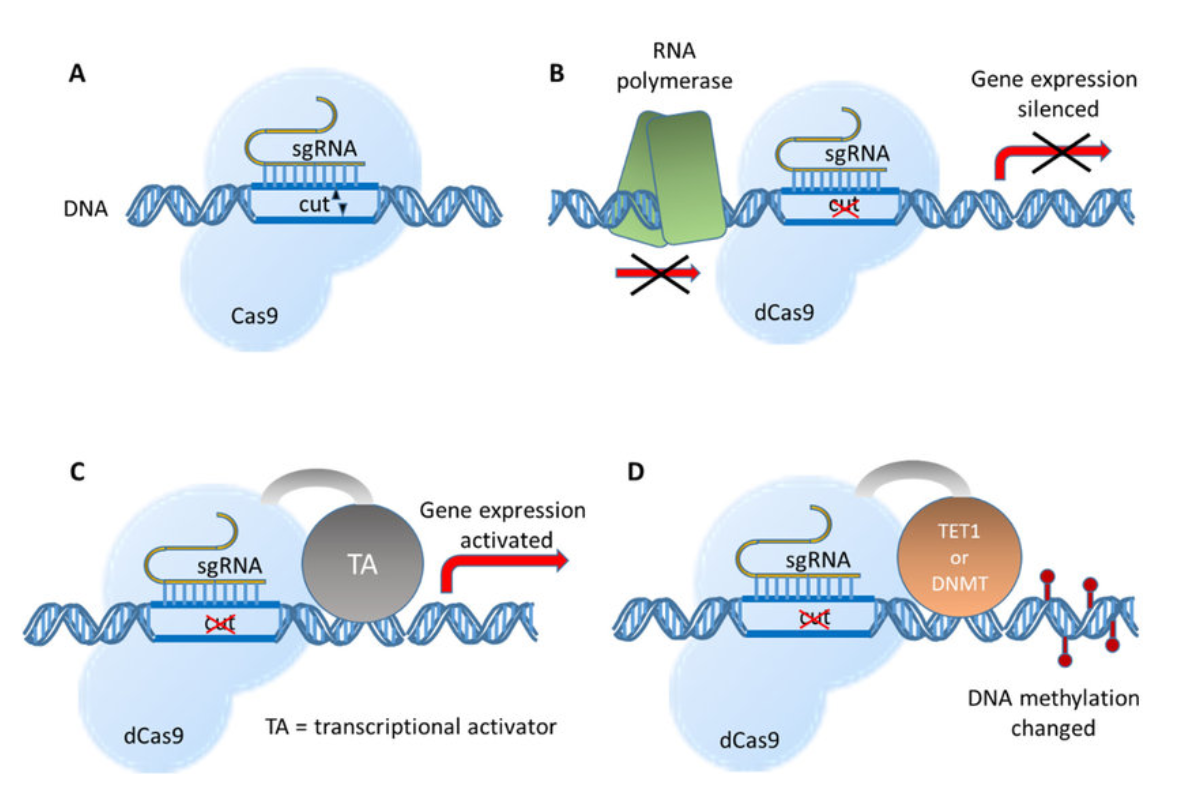 A
sgRNA
DNA
cut
Cas9
B
RNA
polymerase
Gene expression
silenced
sgRNA
cut
dCas9
C
Gene expression
activated
TA
sgRNA
cut
TA = transcriptional activator
dCas9
D
TET1
or
DNMT
sgRNA
cut
DNA methylation
changed
dCas9